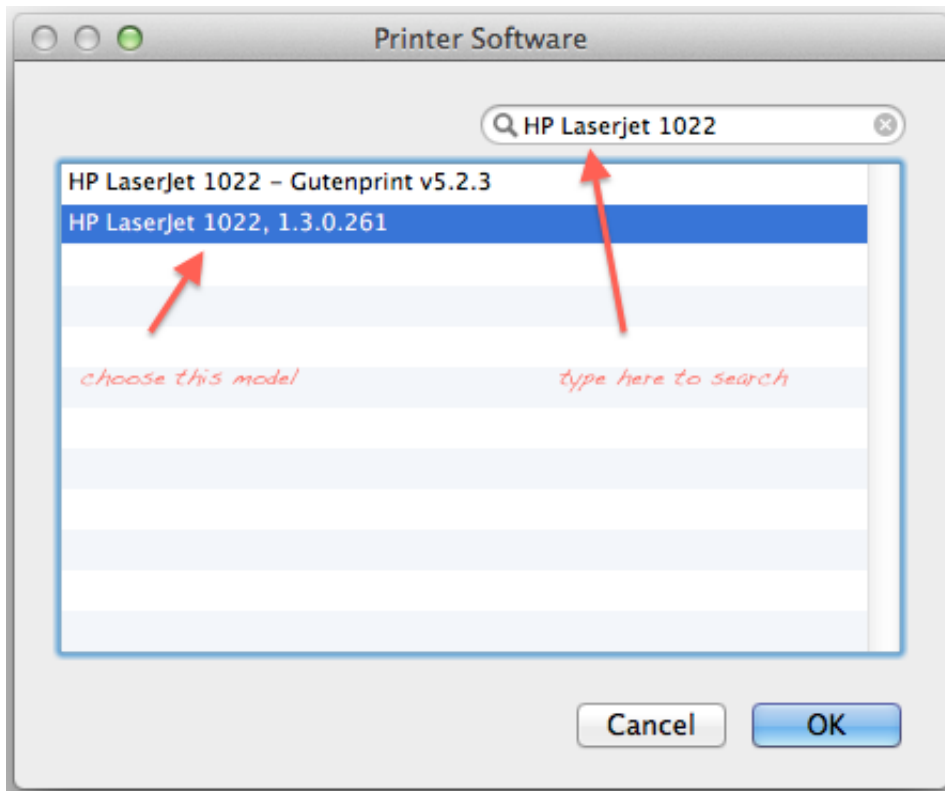 Printer Software
HP Laserjet 1022
HP LaserJet 1022 – Gutenprint v5.2.3
HP LaserJet 1022, 1.3.0.261
choose this model
type here to search
Cancel
OK